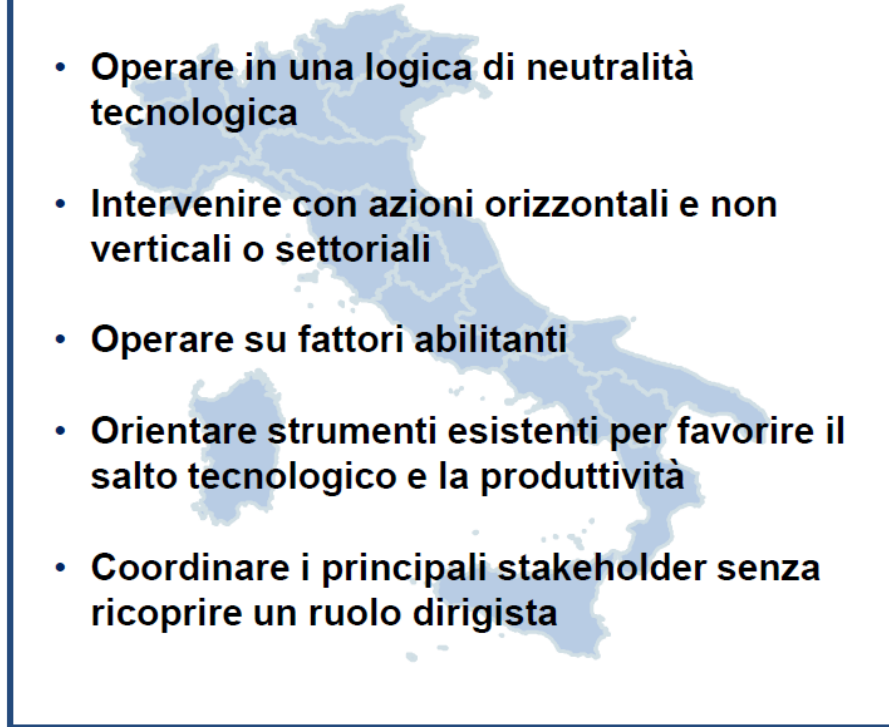 • Operare in una logica di neutralità
tecnologica
• Intervenire con azioni orizzontali e non
verticali o settoriali
• Operare su fattori abilitanti
• Orientare strumenti esistenti per favorire il
salto tecnologico e la produttività
• Coordinare i principali stakeholder senza
ricoprire un ruolo dirigista